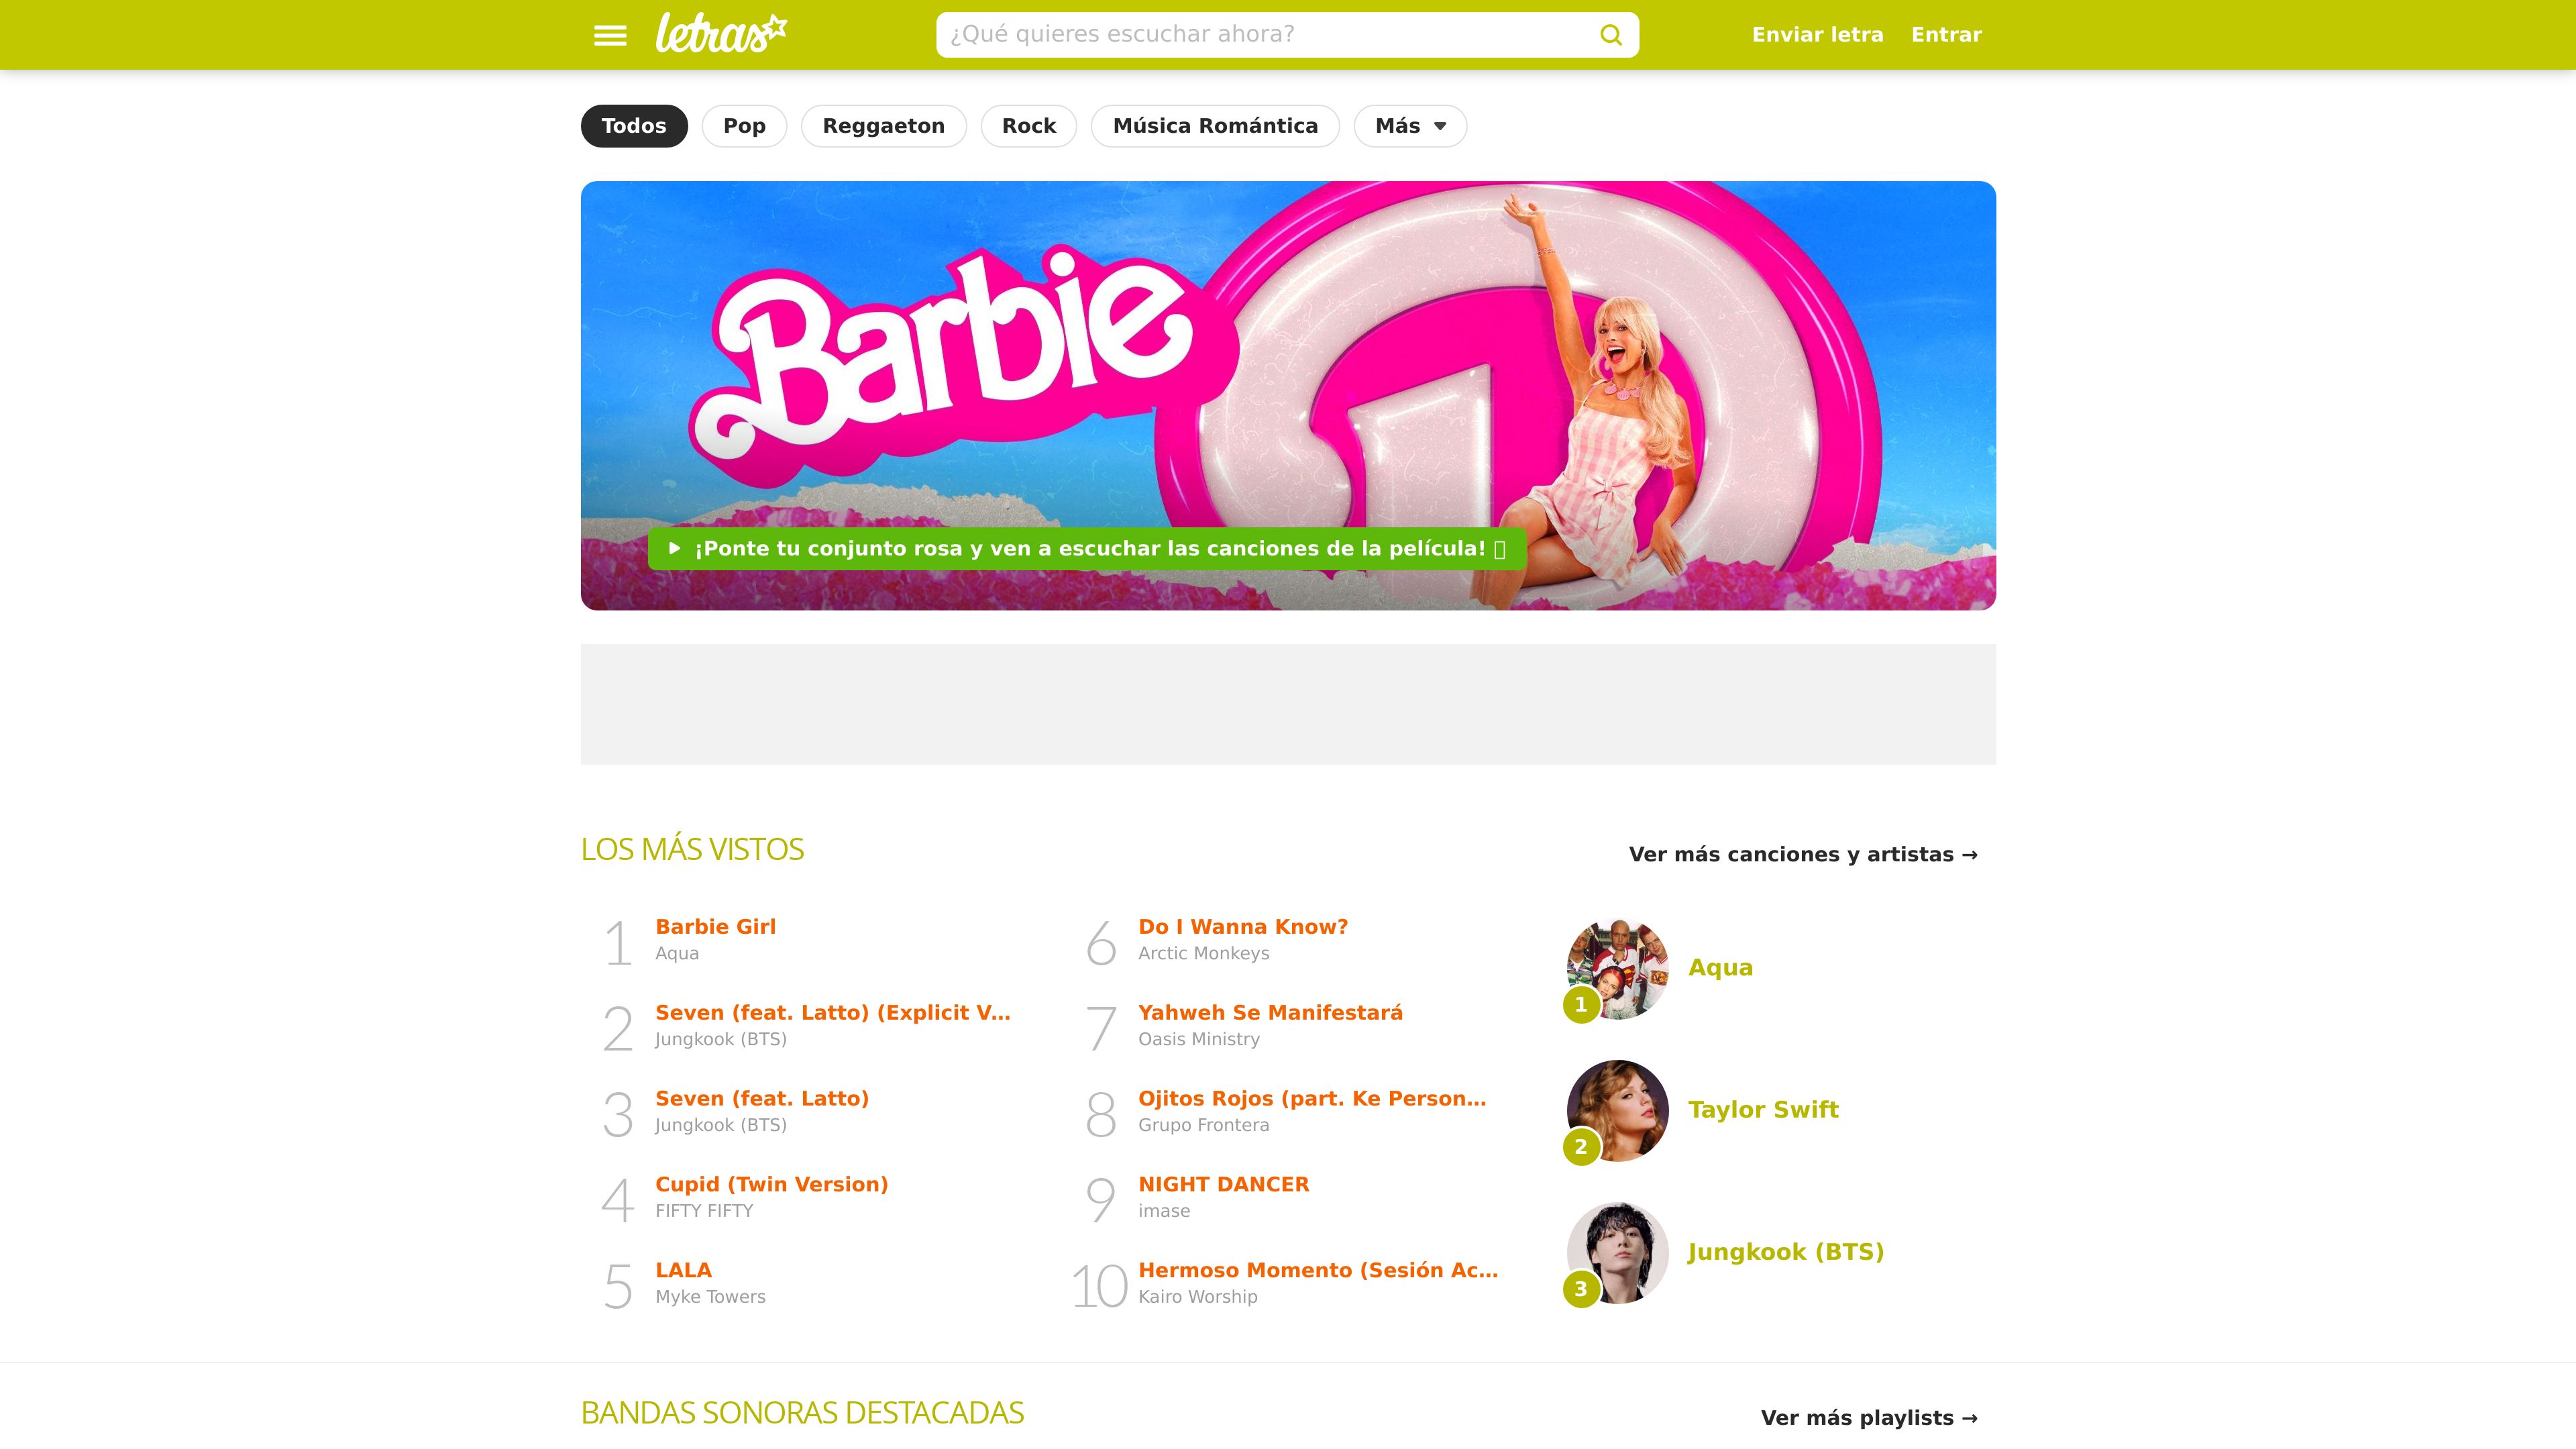 letras
¿Qué quieres escuchar ahora?
Enviar letra
Entrar
Todos
Pop
Reggaeton
Rock
Música Romántica
Más
Barbie
¡Ponte tu conjunto rosa y ven a escuchar las canciones de la película!
LOS MÁS VISTOS
Ver más canciones y artistas →
1
Barbie Girl
Aqua
2
Seven (feat. Latto) (Explicit V...
Jungkook (BTS)
3
Seven (feat. Latto)
Jungkook (BTS)
4
Cupid (Twin Version)
FIFTY FIFTY
5
LALA
Myke Towers
6
Do I Wanna Know?
Arctic Monkeys
7
Yahweh Se Manifestará
Oasis Ministry
8
Ojitos Rojos (part. Ke Person...
Grupo Frontera
9
NIGHT DANCER
imase
10
Hermoso Momento (Sesión Ac...
Kairo Worship
1
Aqua
2
Taylor Swift
3
Jungkook (BTS)
BANDAS SONORAS DESTACADAS
Ver más playlists →